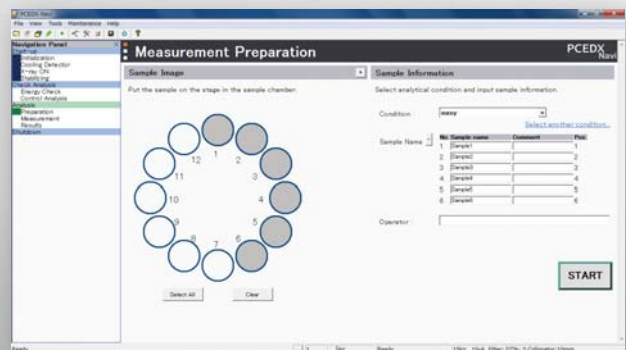 PCEDX-Navi
File View Tools Maintenance Help
Navigation Panel
Start-up
Initialization
Cooling Detector
X-ray ON
Stabilizing
Check Analysis
Energy Check
Control Analysis
Analysis
Preparation
Measurement
Results
Shutdown
Measurement Preparation
PCEDX
Navi
Sample Image
Put the sample on the stage in the sample chamber.
1
2
3
4
5
6
7
8
9
10
11
12
Select All
Clear
Sample Information
Select analytical condition and input sample information.
Condition
easy
Select another condition...
Sample Name
No. Sample name Comment Pos.
1 Sample1 1
2 Sample2 2
3 Sample3 3
4 Sample4 4
5 Sample5 5
6 Sample6 6
Operator :
START
Ready
Ready